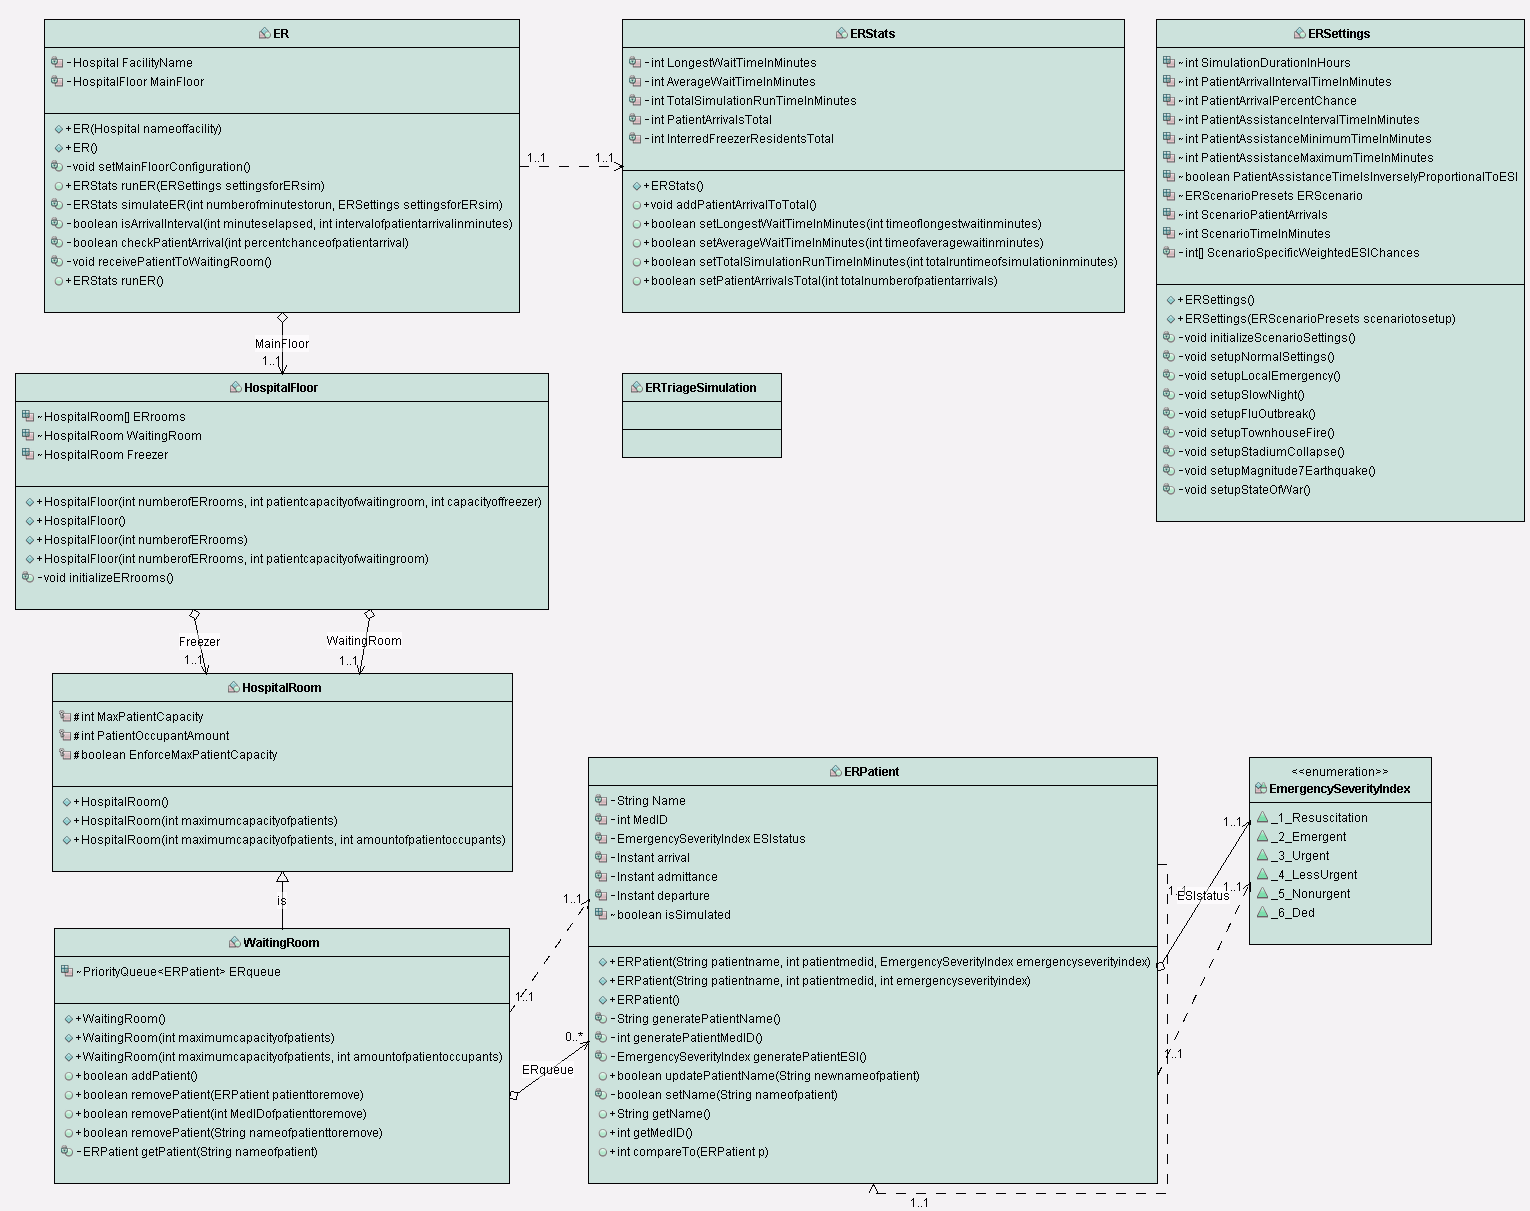 ER
-Hospital FacilityName
-HospitalFloor MainFloor
+ER(Hospital nameoffacility)
+ER()
-void setMainFloorConfiguration()
+ERStats runER(ERSettings settingsforERsim)
-ERStats simulateER(int numberofminutestorun, ERSettings settingsforERsim)
-boolean isArrivalInterval(int minuteselapsed, int intervalofpatientarrivalinminutes)
-boolean checkPatientArrival(int percentchanceofpatientarrival)
-void receivePatientToWaitingRoom()
+ERStats runER()
1..1
1..1
ERStats
-int LongestWaitTimeInMinutes
-int AverageWaitTimeInMinutes
-int TotalSimulationRunTimeInMinutes
-int PatientArrivalsTotal
-int InterredFreezerResidentsTotal
+ERStats()
+void addPatientArrivalToTotal()
+boolean setLongestWaitTimeInMinutes(int timeoflongestwaitinminutes)
+boolean setAverageWaitTimeInMinutes(int timeofaveragewaitinminutes)
+boolean setTotalSimulationRunTimeInMinutes(int totalruntimeofsimulationinminutes)
+boolean setPatientArrivalsTotal(int totalnumberofpatientarrivals)
ERSettings
~int SimulationDurationInHours
~int PatientArrivalIntervalTimeInMinutes
~int PatientArrivalPercentChance
~int PatientAssistanceIntervalTimeInMinutes
~int PatientAssistanceMinimumTimeInMinutes
~int PatientAssistanceMaximumTimeInMinutes
~boolean PatientAssistanceTimeIsInverselyProportionalToESI
~ERScenarioPresets ERScenario
~int ScenarioPatientArrivals
~int ScenarioTimeInMinutes
-int[] ScenarioSpecificWeightedESIChances
+ERSettings()
+ERSettings(ERScenarioPresets scenariotosetup)
-void initializeScenarioSettings()
-void setupNormalSettings()
-void setupLocalEmergency()
-void setupSlowNight()
-void setupFluOutbreak()
-void setupTownhouseFire()
-void setupStadiumCollapse()
-void setupMagnitude7Earthquake()
-void setupStateOfWar()
MainFloor
1..1
HospitalFloor
~HospitalRoom[] ERrooms
~HospitalRoom WaitingRoom
~HospitalRoom Freezer
+HospitalFloor(int numberofERrooms, int patientcapacityofwaitingroom, int capacityoffreezer)
+HospitalFloor()
+HospitalFloor(int numberofERrooms)
+HospitalFloor(int numberofERrooms, int patientcapacityofwaitingroom)
-void initializeERrooms()
ERTriageSimulation
Freezer
1..1
WaitingRoom
1..1
HospitalRoom
#int MaxPatientCapacity
#int PatientOccupantAmount
#boolean EnforceMaxPatientCapacity
+HospitalRoom()
+HospitalRoom(int maximumcapacityofpatients)
+HospitalRoom(int maximumcapacityofpatients, int amountofpatientoccupants)
is
WaitingRoom
~PriorityQueue<ERPatient> ERqueue
+WaitingRoom()
+WaitingRoom(int maximumcapacityofpatients)
+WaitingRoom(int maximumcapacityofpatients, int amountofpatientoccupants)
+boolean addPatient()
+boolean removePatient(ERPatient patienttoremove)
+boolean removePatient(int MedIDofpatienttoremove)
+boolean removePatient(String nameofpatienttoremove)
-ERPatient getPatient(String nameofpatient)
1..1
1..1
0..*
ERqueue
ERPatient
-String Name
-int MedID
-EmergencySeverityIndex ESIstatus
-Instant arrival
-Instant admittance
-Instant departure
~boolean isSimulated
+ERPatient(String patientname, int patientmedid, EmergencySeverityIndex emergencyseverityindex)
+ERPatient(String patientname, int patientmedid, int emergencyseverityindex)
+ERPatient()
-String generatePatientName()
-int generatePatientMedID()
-EmergencySeverityIndex generatePatientESI()
+boolean updatePatientName(String newnameofpatient)
-boolean setName(String nameofpatient)
+String getName()
+int getMedID()
+int compareTo(ERPatient p)
1..1
1..1
ESIstatus
1..1
1..1
1..1
<<enumeration>>
EmergencySeverityIndex
_1_Resuscitation
_2_Emergent
_3_Urgent
_4_LessUrgent
_5_Nonurgent
_6_Ded